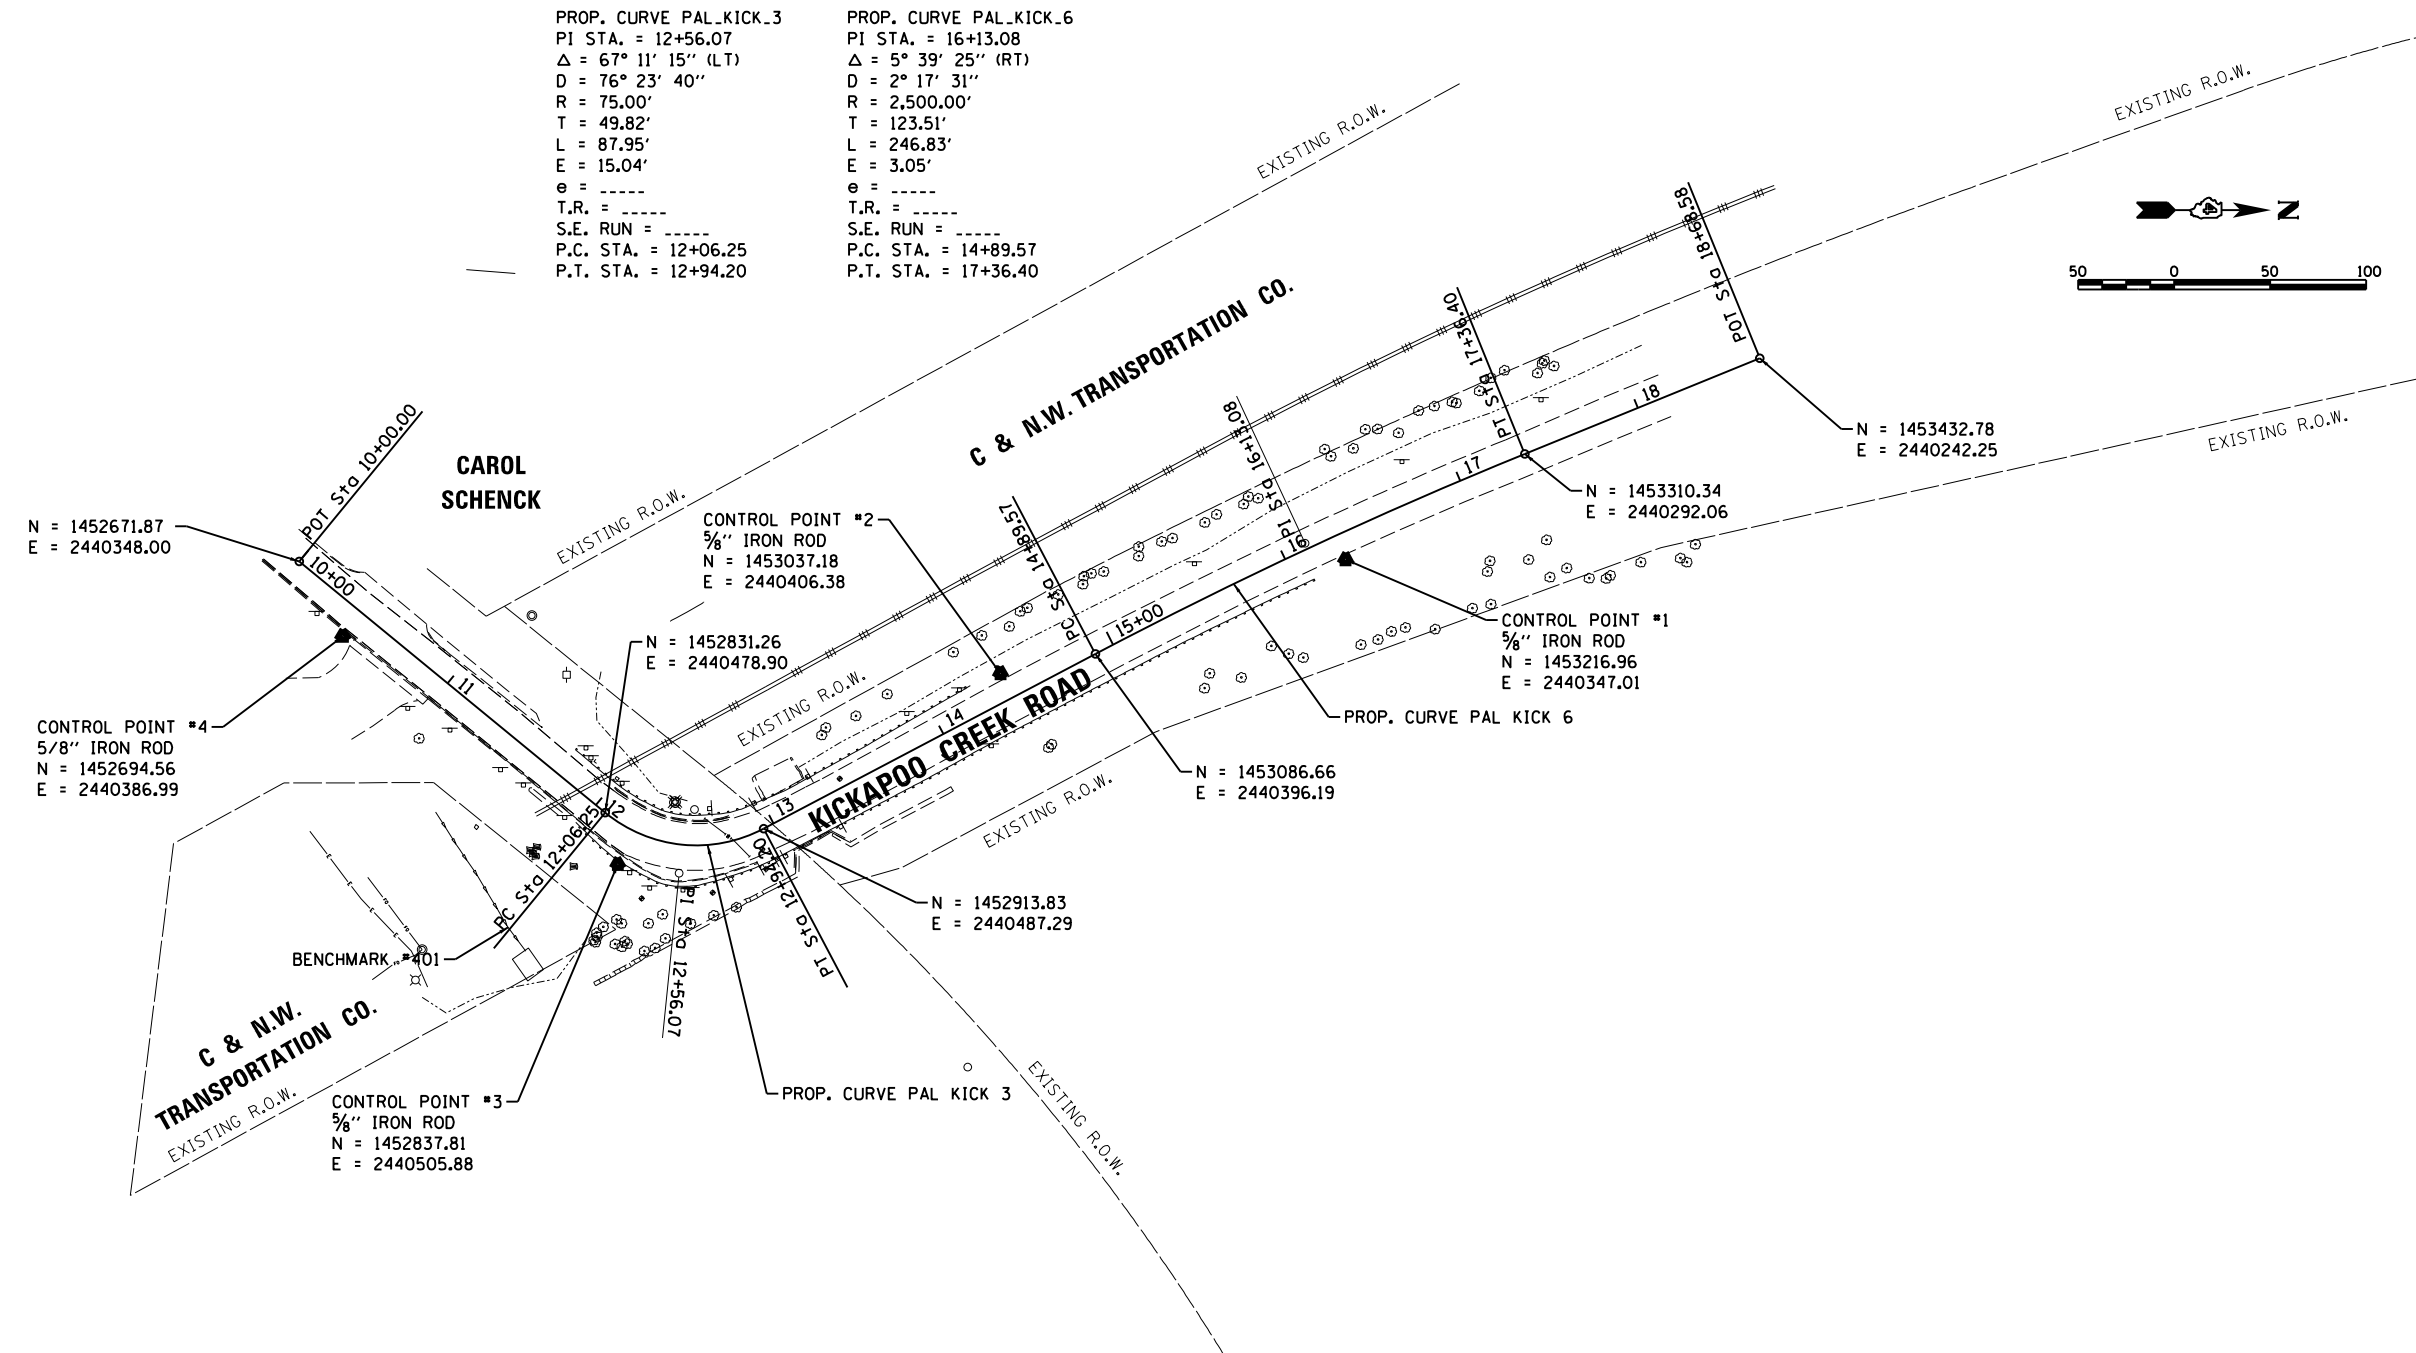 PROP. CURVE PAL_KICK_3
PI STA. = 12+56.07
Δ = 67° 11' 15'' (LT)
D = 76° 23' 40''
R = 75.00'
T = 49.82'
L = 87.95'
E = 15.04'
e = _____
T.R. = _____
S.E. RUN = _____
P.C. STA. = 12+06.25
P.T. STA. = 12+94.20
PROP. CURVE PAL_KICK_6
PI STA. = 16+13.08
Δ = 5° 39' 25'' (RT)
D = 2° 17' 31''
R = 2,500.00'
T = 123.51'
L = 246.83'
E = 3.05'
e = _____
T.R. = _____
S.E. RUN = _____
P.C. STA. = 14+89.57
P.T. STA. = 17+36.40
EXISTING R.O.W.
EXISTING R.O.W.
N
50 0 50 100
POT Sta 18+68.58
C & N.W. TRANSPORTATION CO.
PT Sta 17+36.40
PI Sta 16+13.08
PC Sta 14+89.57
18
17
16
15+00
14
13
12
11
10+00
N = 1453432.78
E = 2440242.25
EXISTING R.O.W.
N = 1453310.34
E = 2440292.06
POT Sta 10+00.00
CAROL
SCHENCK
EXISTING R.O.W.
N = 1452671.87
E = 2440348.00
CONTROL POINT #2
5/8'' IRON ROD
N = 1453037.18
E = 2440406.38
N = 1452831.26
E = 2440478.90
CONTROL POINT #1
5/8'' IRON ROD
N = 1453216.96
E = 2440347.01
PROP. CURVE PAL KICK 6
EXISTING R.O.W.
KICKAPOO CREEK ROAD
CONTROL POINT #4
5/8'' IRON ROD
N = 1452694.56
E = 2440386.99
N = 1453086.66
E = 2440396.19
EXISTING R.O.W.
PC Sta 12+06.25
PI Sta 12+56.07
PT Sta 12+94.20
N = 1452913.83
E = 2440487.29
BENCHMARK #401
C & N.W.
TRANSPORTATION CO.
EXISTING R.O.W.
CONTROL POINT #3
5/8'' IRON ROD
N = 1452837.81
E = 2440505.88
PROP. CURVE PAL KICK 3
EXISTING R.O.W.